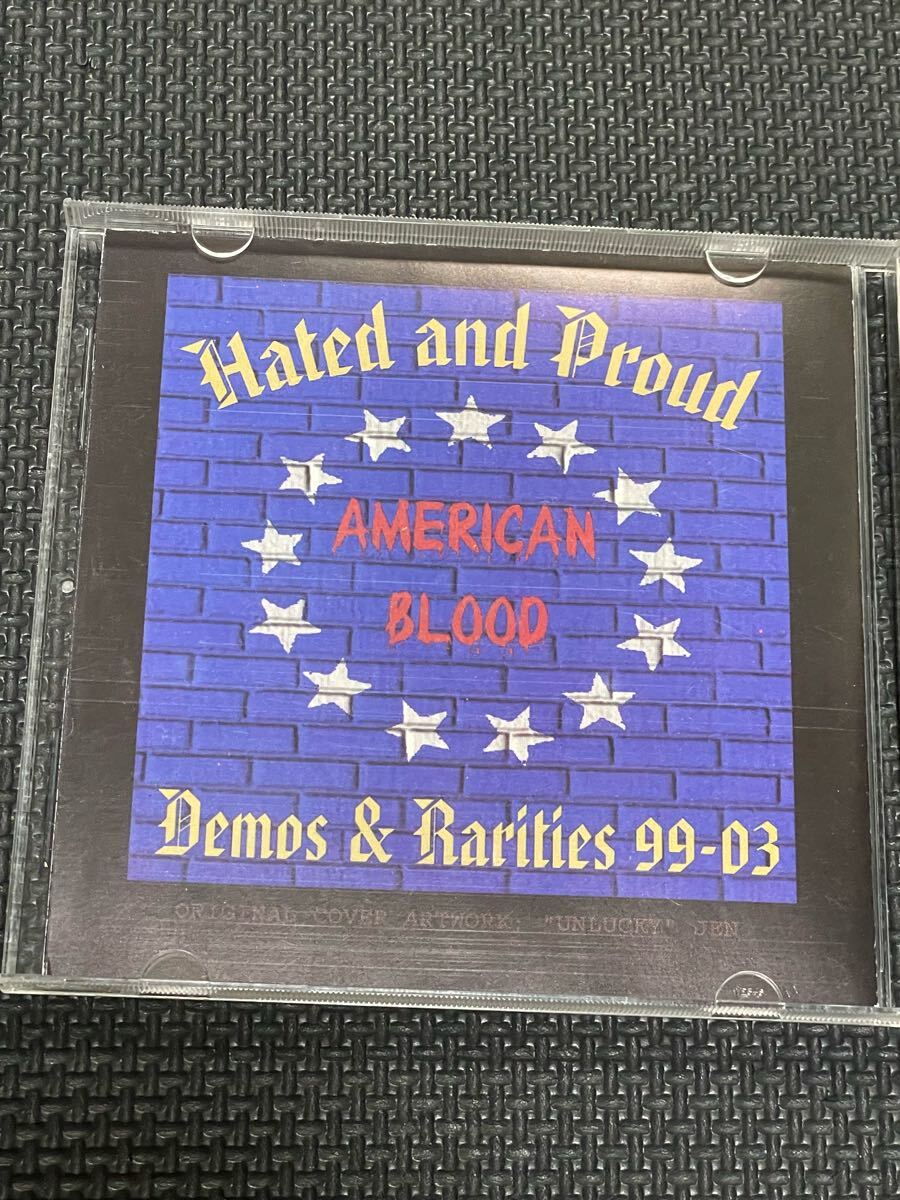 Hated and Proud
AMERICAN
BLOOD
Demos & Rarities 99-03
ORIGINAL COVER ARTWORK: "UNLUCKY" JEN